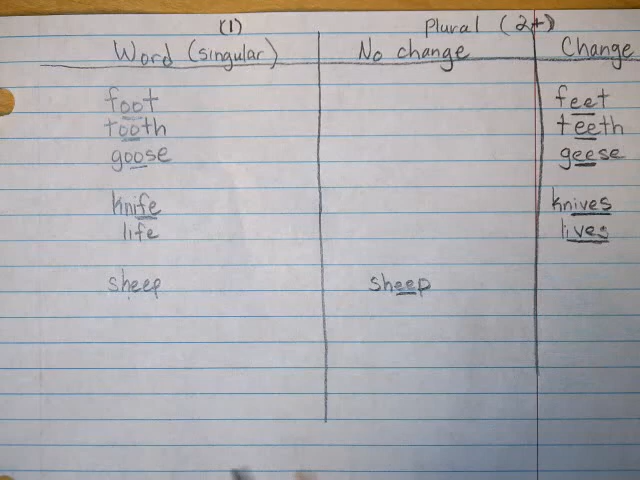 (1) Plural (2+)
Word (singular) No change Change
foot feet
tooth teeth
goose geese
knife knives
life lives
sheep sheep